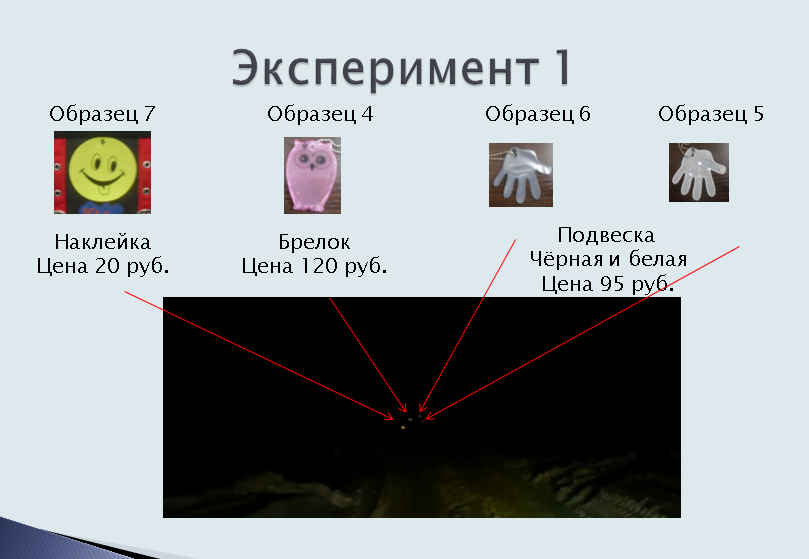 Эксперимент 1
Образец 7
Образец 4
Образец 6
Образец 5
Наклейка
Цена 20 руб.
Брелок
Цена 120 руб.
Подвеска
Чёрная и белая
Цена 95 руб.